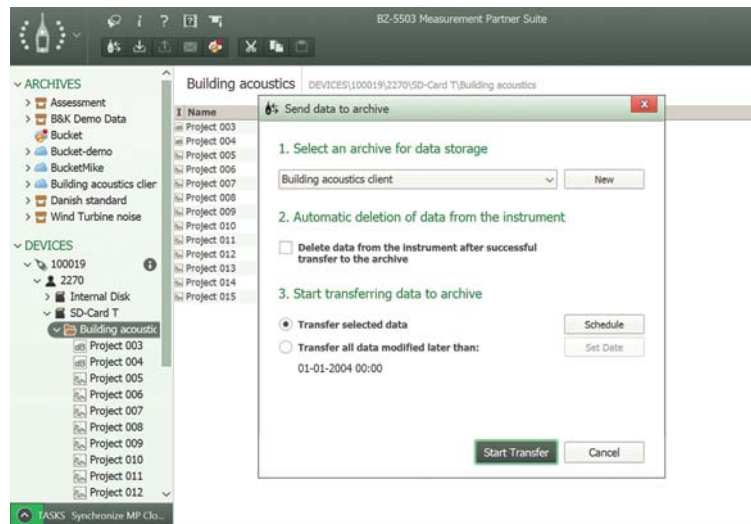 BZ-5503 Measurement Partner Suite
ARCHIVES
Assessment
B&K Demo Data
Bucket
Bucket-demo
BucketMike
Building acoustics clier
Danish standard
Wind Turbine noise
DEVICES
100019
2270
Internal Disk
SD-Card T
Building acoustic
Project 003
Project 004
Project 005
Project 006
Project 007
Project 008
Project 009
Project 010
Project 011
Project 012
TASKS Synchronize MP Clo...
Building acoustics DEVICES\100019\2270\SD-Card T\Building acoustics
I Name
Project 003
Project 004
Project 005
Project 006
Project 007
Project 008
Project 009
Project 010
Project 011
Project 012
Project 013
Project 014
Project 015
Send data to archive
1. Select an archive for data storage
Building acoustics client
New
2. Automatic deletion of data from the instrument
Delete data from the instrument after successful
transfer to the archive
3. Start transferring data to archive
Transfer selected data
Schedule
Transfer all data modified later than:
Set Date
01-01-2004 00:00
Start Transfer
Cancel